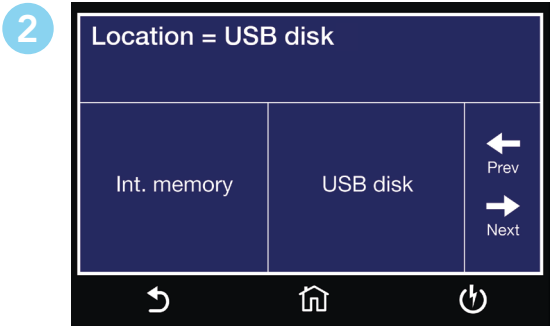 2
Location = USB disk
Int. memory
USB disk
Prev
Next